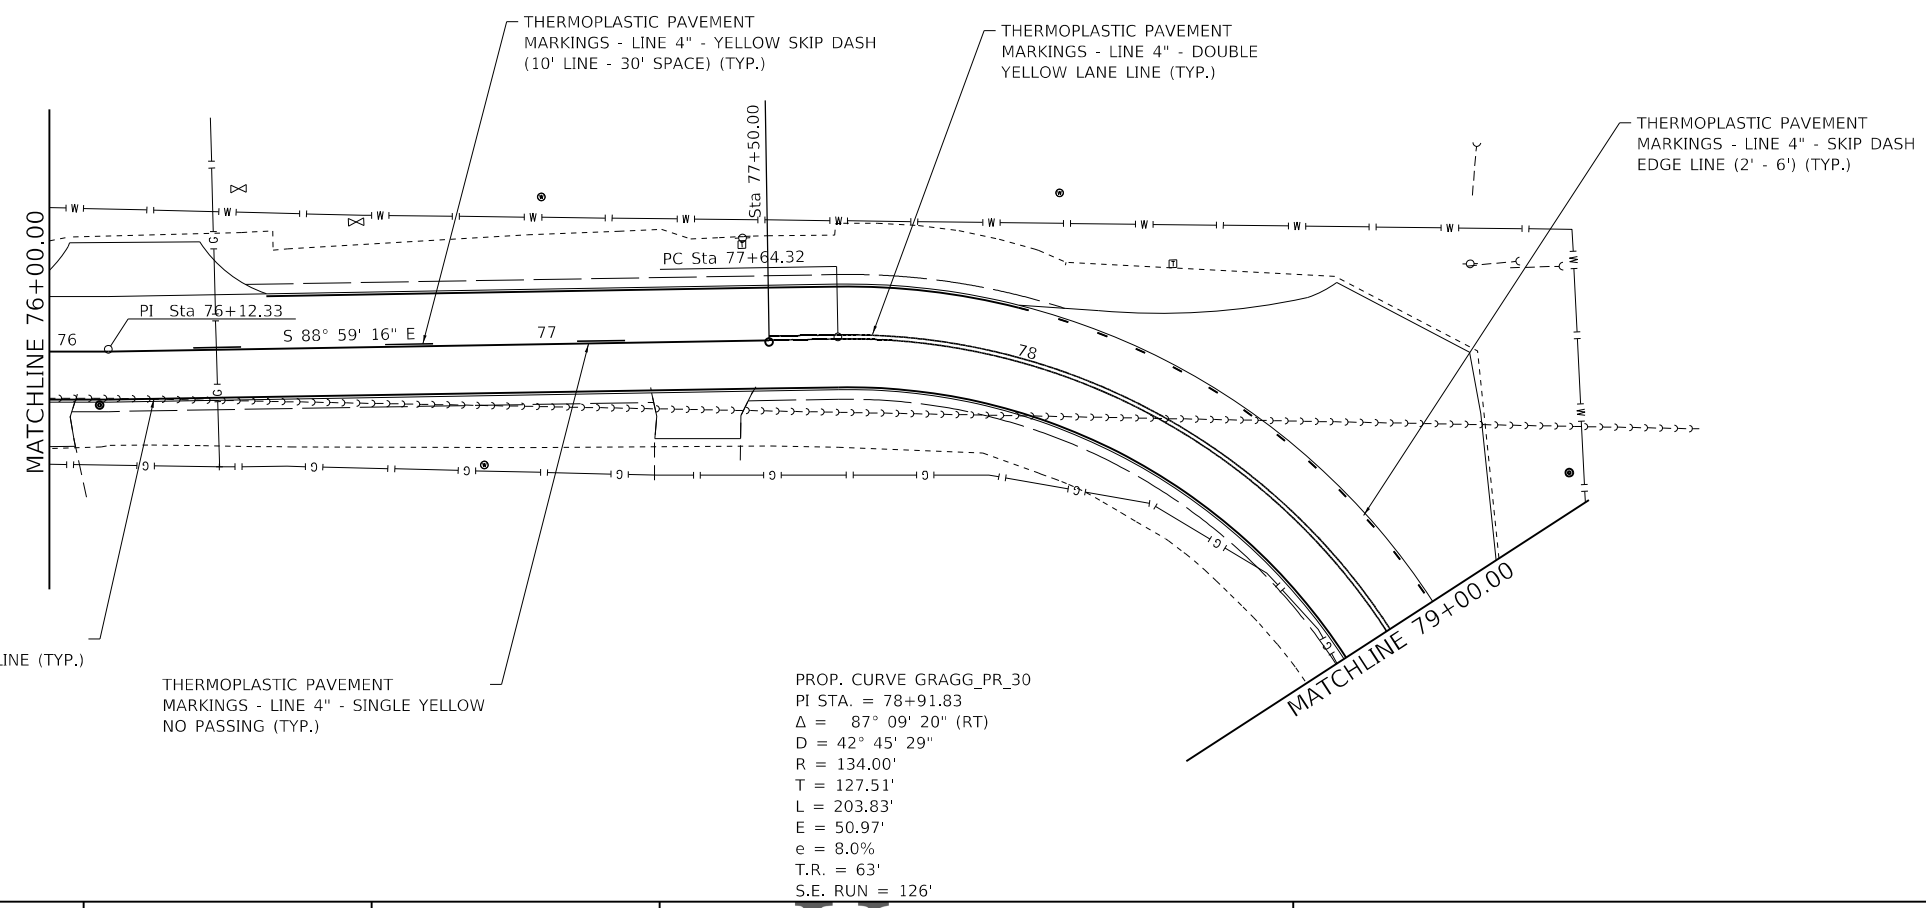 THERMOPLASTIC PAVEMENT
MARKINGS - LINE 4" - YELLOW SKIP DASH
(10' LINE - 30' SPACE) (TYP.)
THERMOPLASTIC PAVEMENT
MARKINGS - LINE 4" - DOUBLE
YELLOW LANE LINE (TYP.)
THERMOPLASTIC PAVEMENT
MARKINGS - LINE 4" - SKIP DASH
EDGE LINE (2' - 6') (TYP.)
MATCHLINE 76+00.00
Sta 77+50.00
W W W W W W W W W W
W
W
G
G
T
T
PC Sta 77+64.32
PI Sta 76+12.33
76
S 88° 59' 16" E
77
78
G G G G G G G G G
INE (TYP.)
THERMOPLASTIC PAVEMENT
MARKINGS - LINE 4" - SINGLE YELLOW
NO PASSING (TYP.)
MATCHLINE 79+00.00
PROP. CURVE GRAGG_PR_30
PI STA. = 78+91.83
Δ = 87° 09' 20" (RT)
D = 42° 45' 29"
R = 134.00'
T = 127.51'
L = 203.83'
E = 50.97'
e = 8.0%
T.R. = 63'
S.E. RUN = 126'